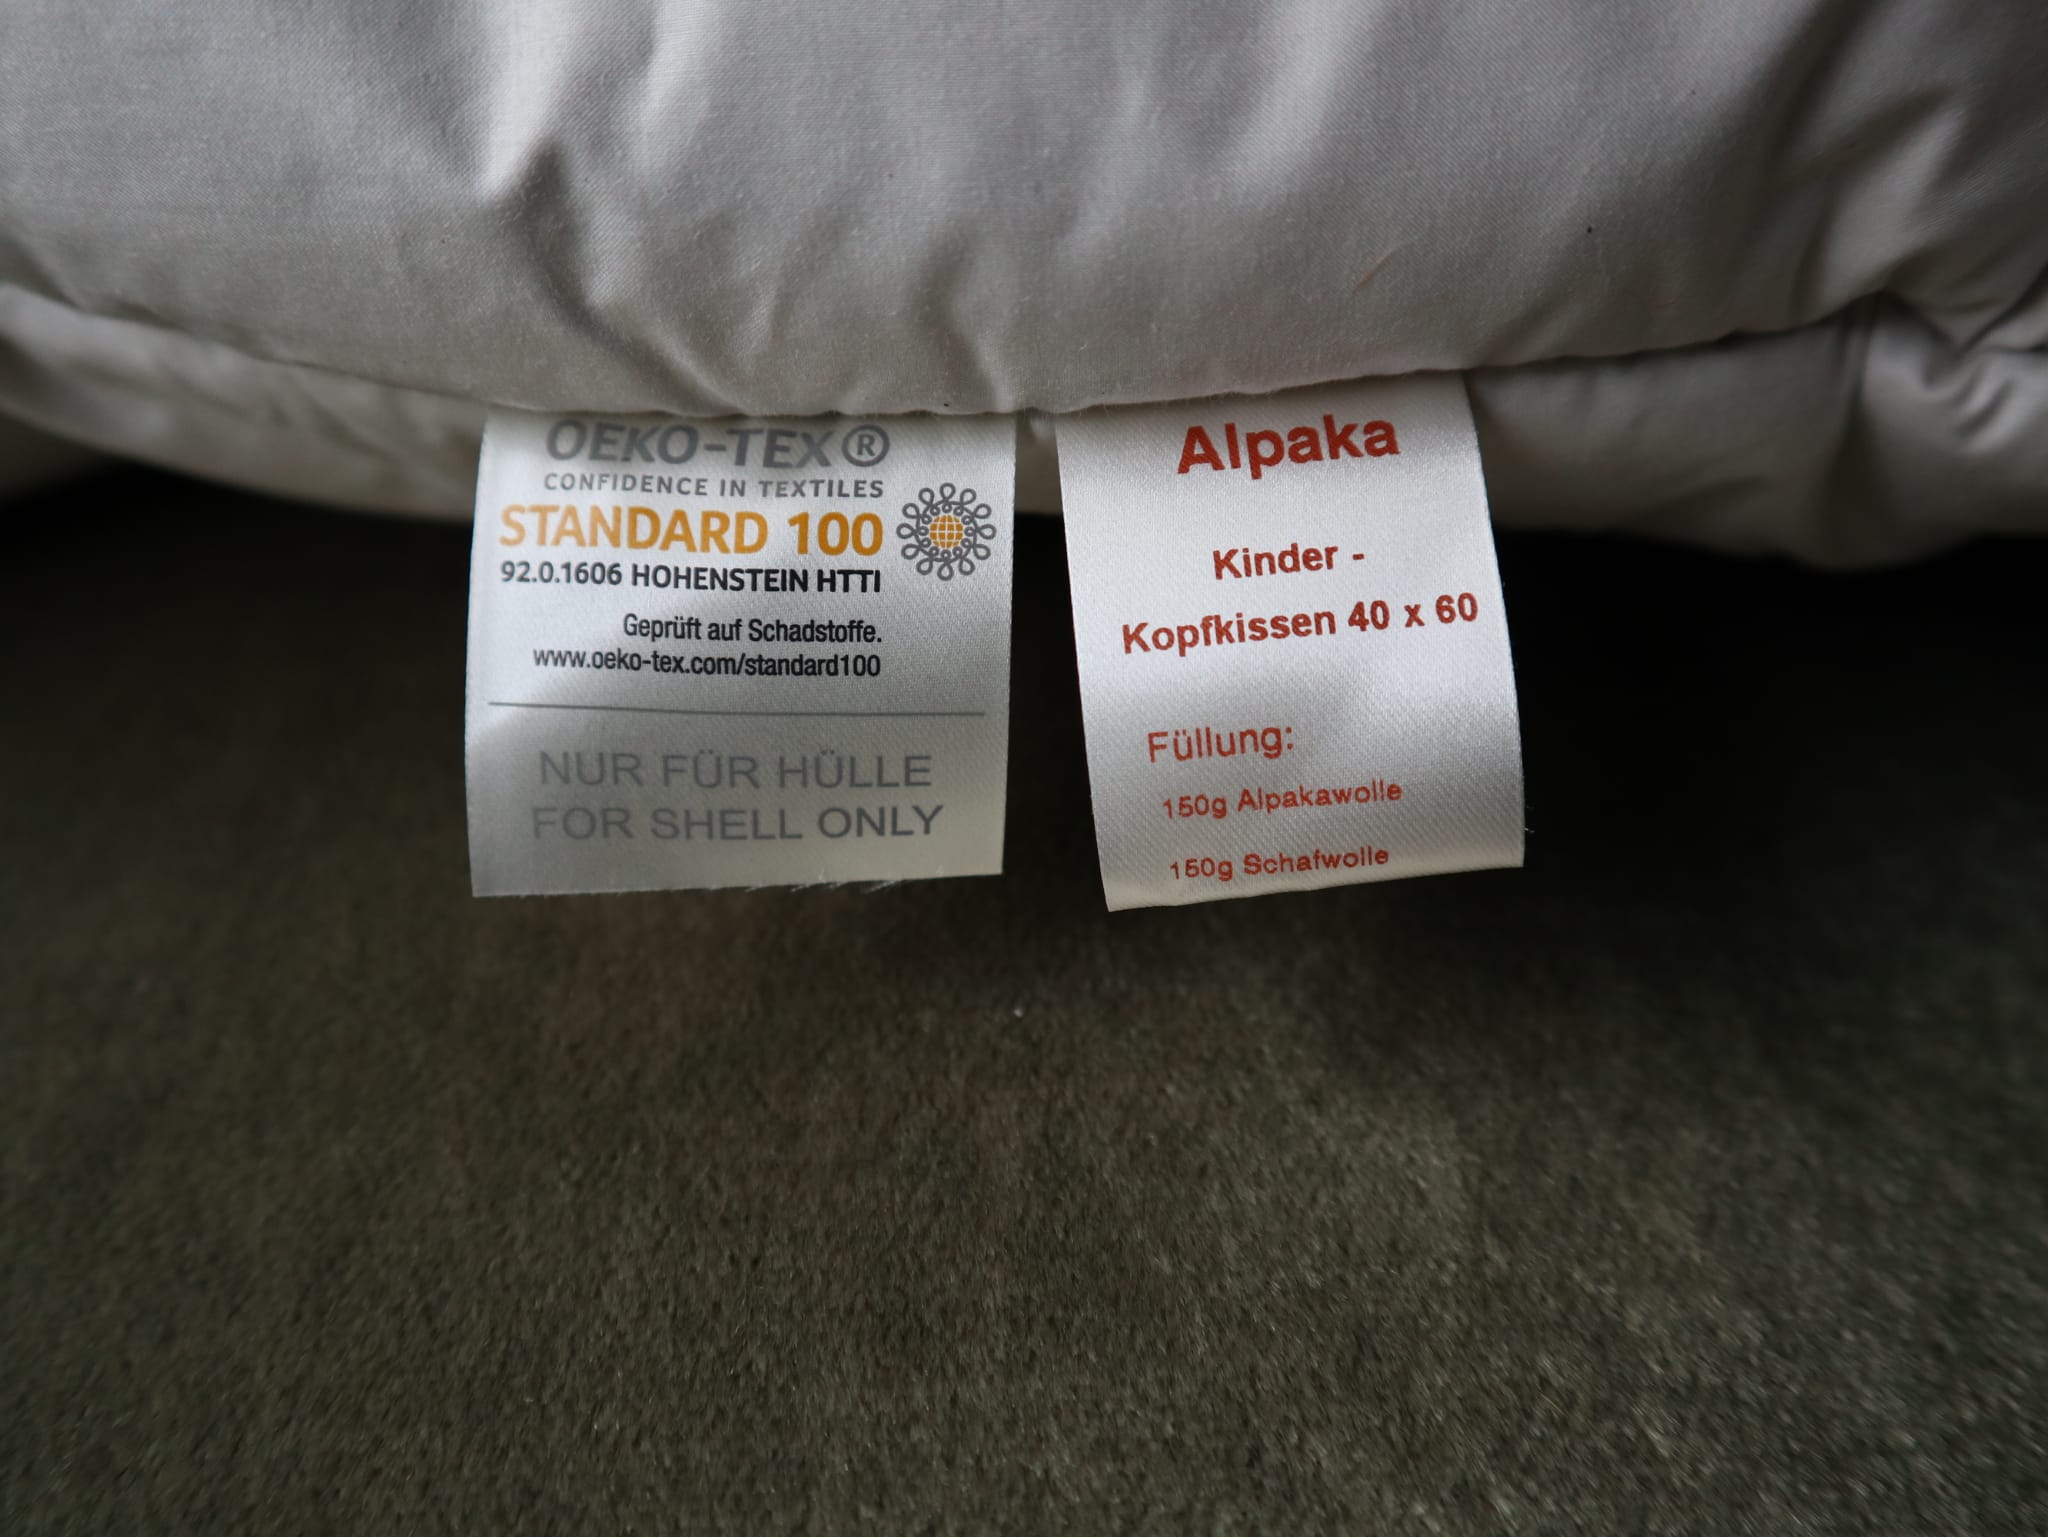 OEKO-TEX®
CONFIDENCE IN TEXTILES
STANDARD 100
92.0.1606 HOHENSTEIN HTTI
Geprüft auf Schadstoffe.
www.oeko-tex.com/standard100
NUR FÜR HÜLLE
FOR SHELL ONLY
Alpaka
Kinder -
Kopfkissen 40 x 60
Füllung:
150g Alpakawolle
150g Schafwolle